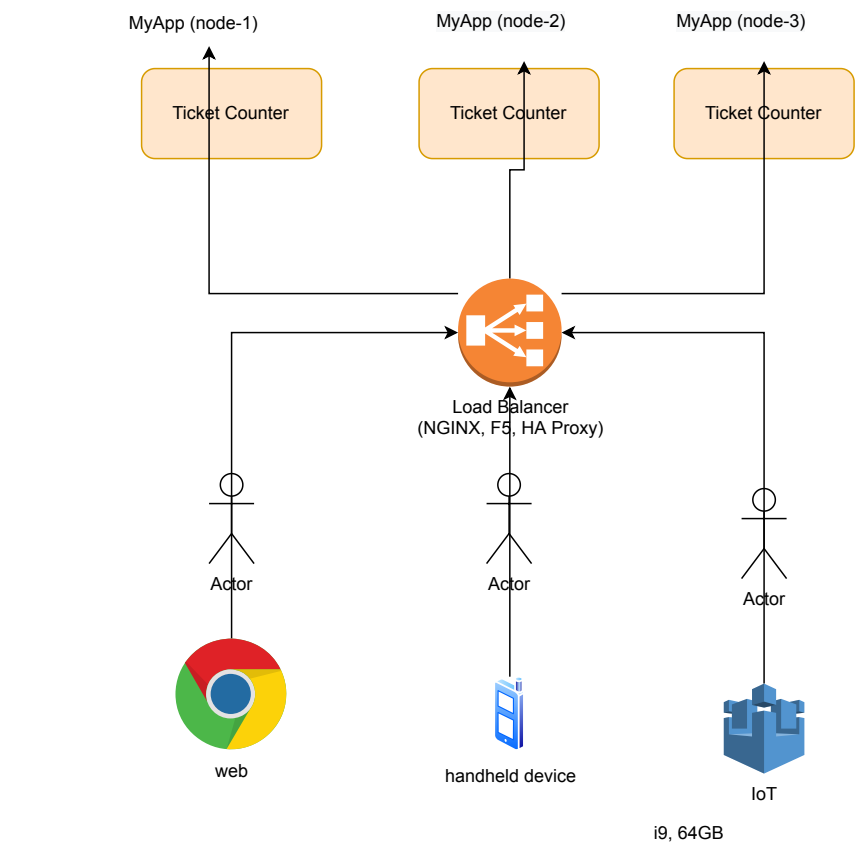 MyApp (node-1)
MyApp (node-2)
MyApp (node-3)
Ticket Counter
Ticket Counter
Ticket Counter
Load Balancer
(NGINX, F5, HA Proxy)
Actor
Actor
Actor
web
handheld device
IoT
i9, 64GB